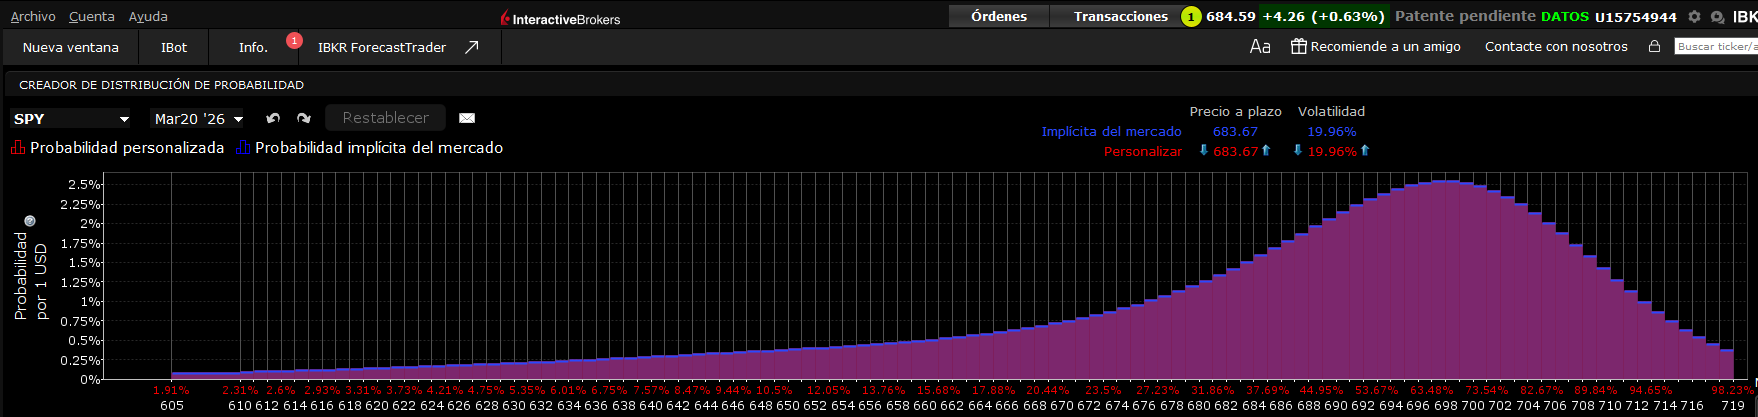 Archivo Cuenta Ayuda InteractiveBrokers Órdenes Transacciones 1 684.59 +4.26 (+0.63%) Patente pendiente DATOS U15754944 IBK
Nueva ventana IBot Info. 1 IBKR ForecastTrader Aa Recomiende a un amigo Contacte con nosotros Buscar ticker/a
CREADOR DE DISTRIBUCIÓN DE PROBABILIDAD
Precio a plazo Volatilidad
SPY Mar20 '26 Restablecer
Implícita del mercado 683.67 19.96%
Probabilidad personalizada Probabilidad implícita del mercado
Personalizar 683.67 19.96%
Probabilidad
por 1 USD
?
2.5%
2.25%
2%
1.75%
1.5%
1.25%
1%
0.75%
0.5%
0.25%
0%
1.91% 2.31% 2.6% 2.93% 3.31% 3.73% 4.21% 4.75% 5.35% 6.01% 6.75% 7.57% 8.47% 9.44% 10.5% 12.05% 13.76% 15.68% 17.88% 20.44% 23.5% 27.23% 31.86% 37.69% 44.95% 53.67% 63.48% 73.54% 82.67% 89.84% 94.65% 98.23%
605 610 612 614 616 618 620 622 624 626 628 630 632 634 636 638 640 642 644 646 648 650 652 654 656 658 660 662 664 666 668 670 672 674 676 678 680 682 684 686 688 690 692 694 696 698 700 702 704 706 708 710 712 714 716 719